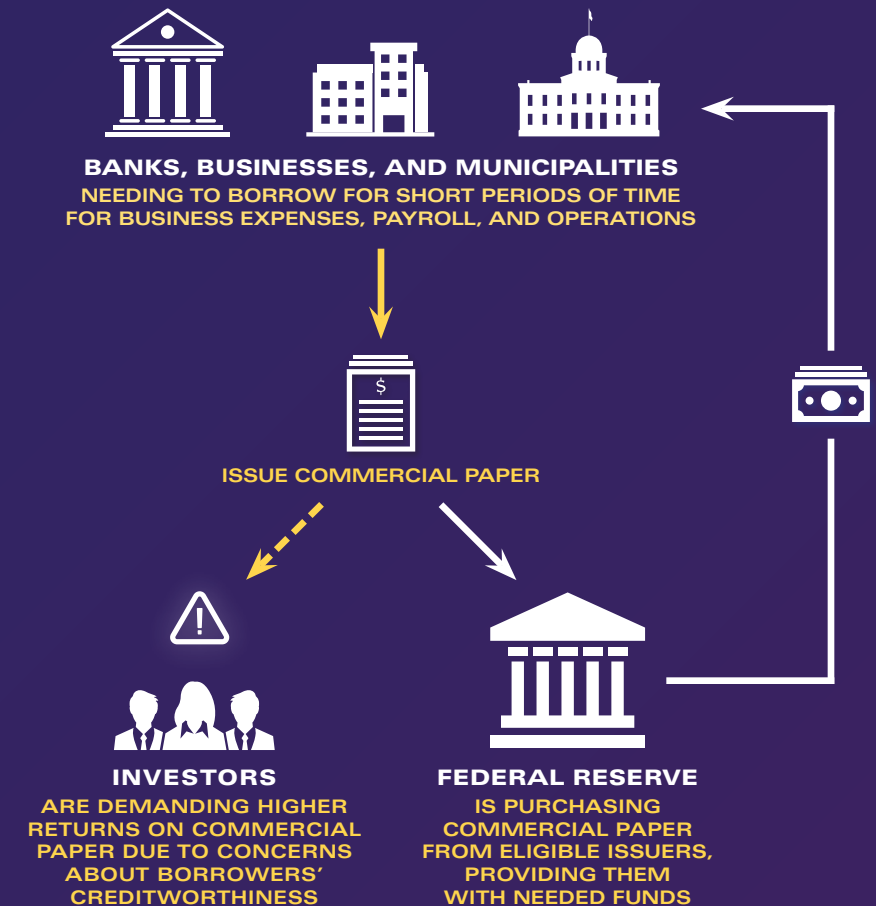 BANKS, BUSINESSES, AND MUNICIPALITIES
NEEDING TO BORROW FOR SHORT PERIODS OF TIME
FOR BUSINESS EXPENSES, PAYROLL, AND OPERATIONS
$
ISSUE COMMERCIAL PAPER
!
INVESTORS
ARE DEMANDING HIGHER
RETURNS ON COMMERCIAL
PAPER DUE TO CONCERNS
ABOUT BORROWERS’
CREDITWORTHINESS
FEDERAL RESERVE
IS PURCHASING
COMMERCIAL PAPER
FROM ELIGIBLE ISSUERS,
PROVIDING THEM
WITH NEEDED FUNDS